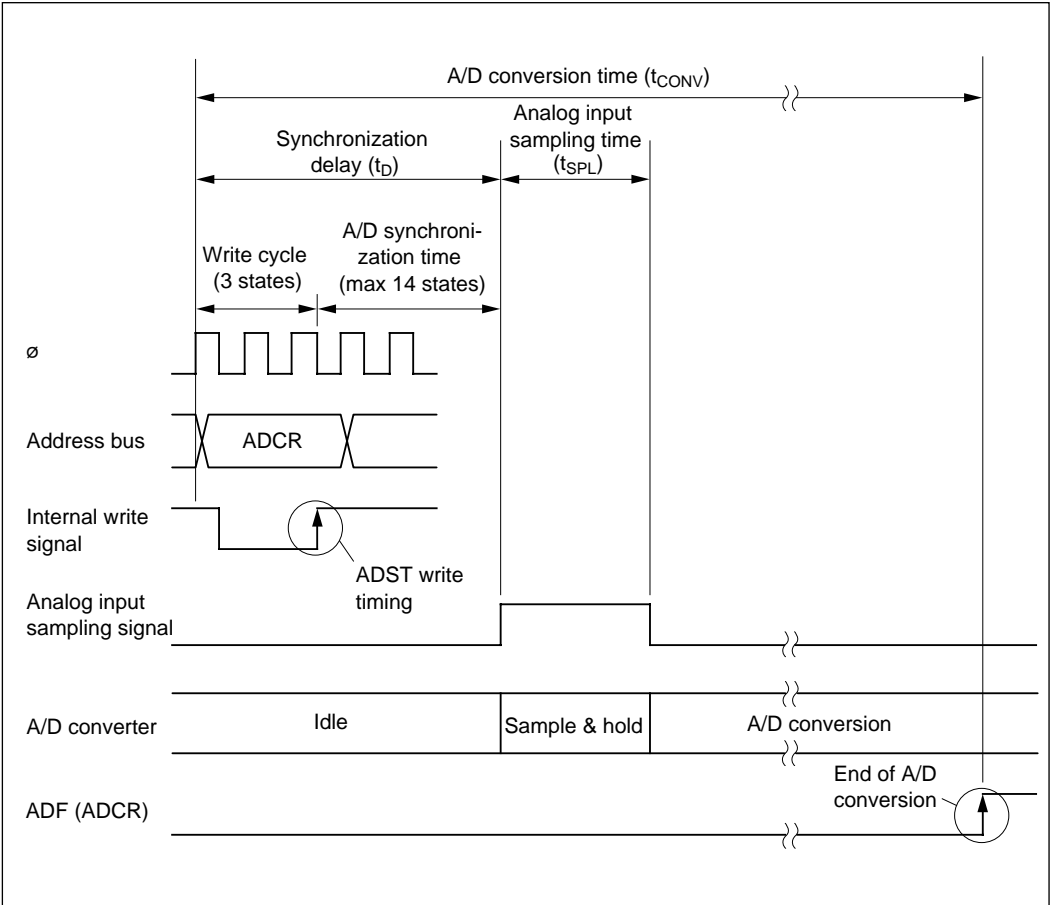 A/D conversion time (tCONV)
Analog input
sampling time
(tSPL)
Synchronization
delay (tD)
A/D synchroni-
zation time
(max 14 states)
Write cycle
(3 states)
ø
Address bus
ADCR
Internal write
signal
ADST write
timing
Analog input
sampling signal
A/D converter
Idle
Sample & hold
A/D conversion
End of A/D
conversion
ADF (ADCR)